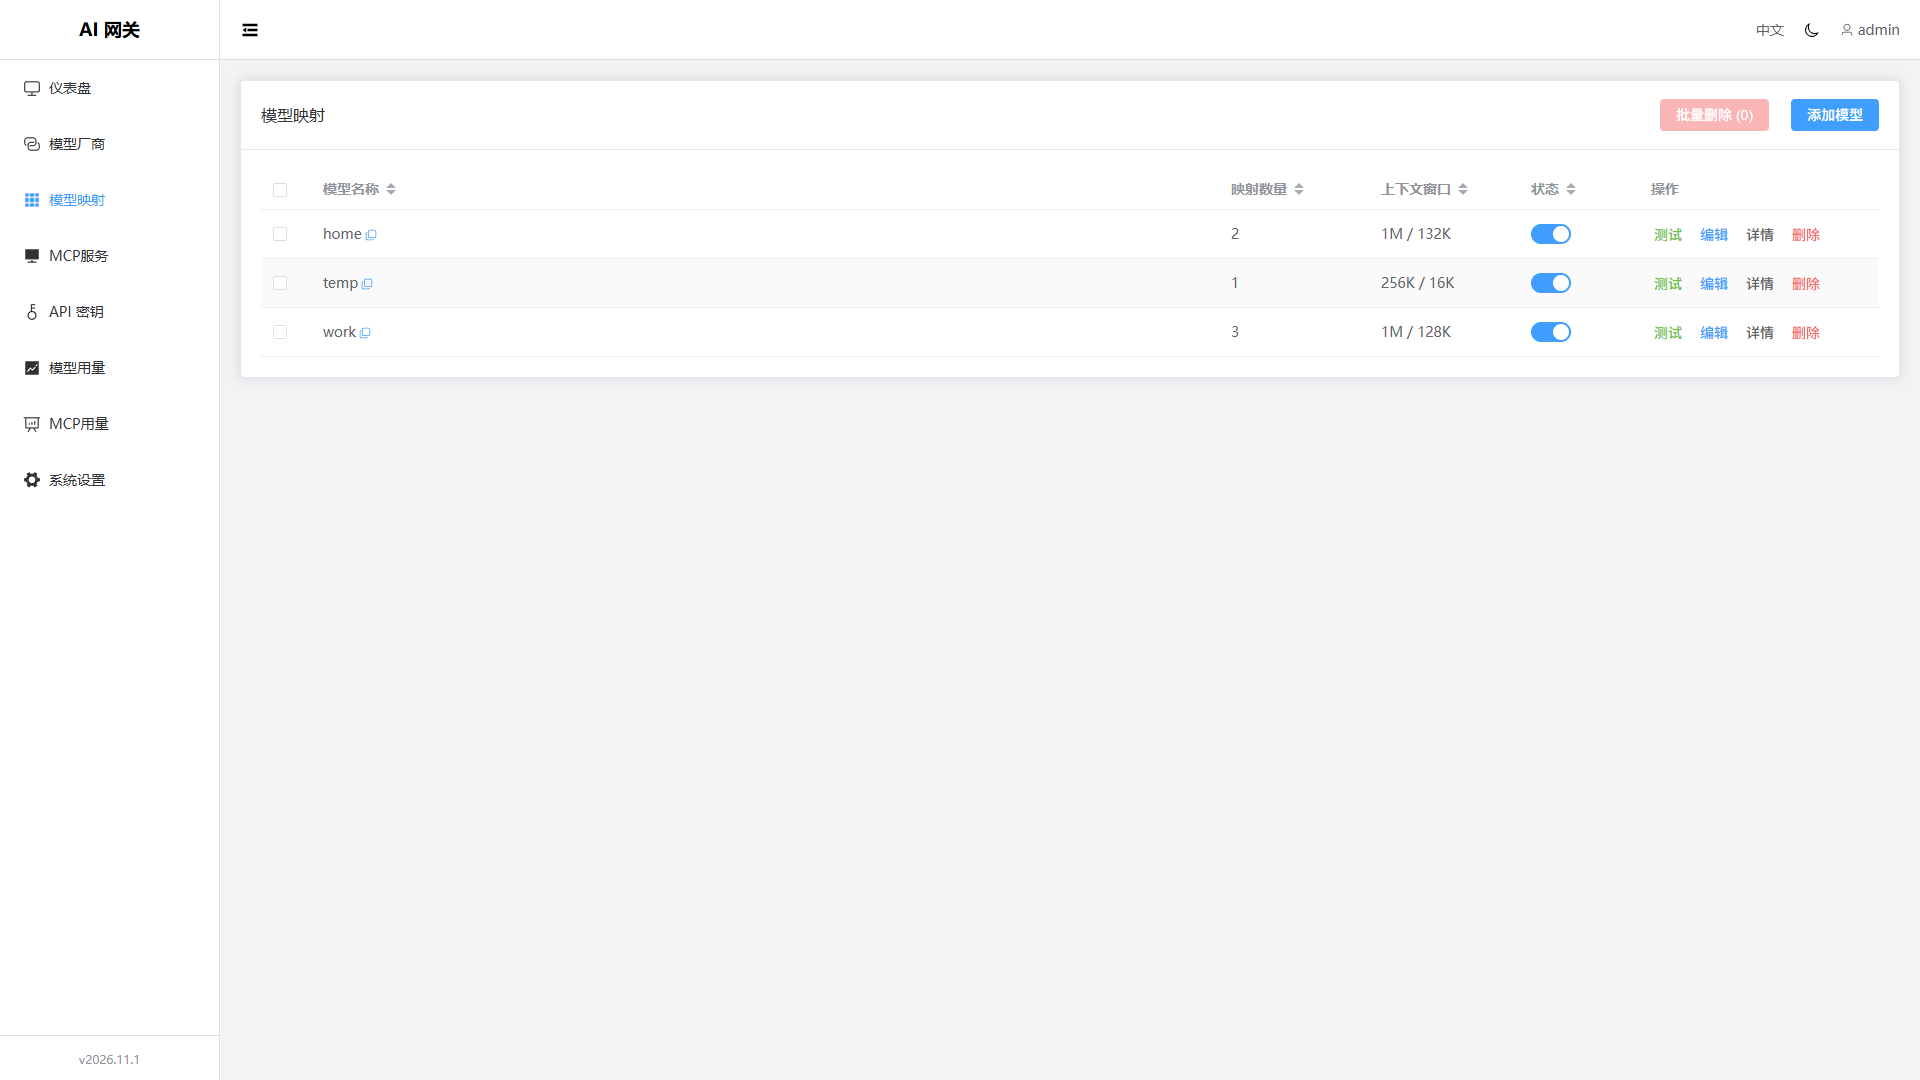 AI 网关
中文
admin
仪表盘
模型厂商
模型映射
MCP服务
API 密钥
模型用量
MCP用量
系统设置
v2026.11.1
模型映射
批量删除 (0)
添加模型
模型名称 映射数量 上下文窗口 状态 操作
home 2 1M / 132K 测试 编辑 详情 删除
temp 1 256K / 16K 测试 编辑 详情 删除
work 3 1M / 128K 测试 编辑 详情 删除